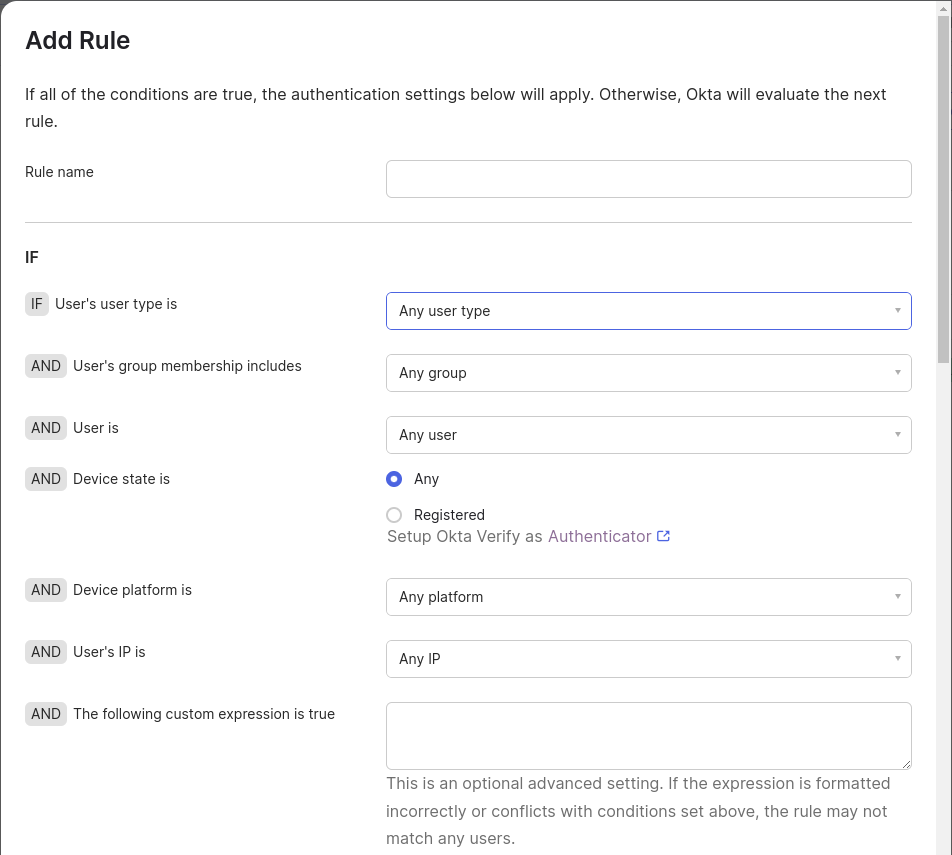 Add Rule
If all of the conditions are true, the authentication settings below will apply. Otherwise, Okta will evaluate the next
rule.
Rule name
IF
IF User's user type is
Any user type
AND User's group membership includes
Any group
AND User is
Any user
AND Device state is
Any
Registered
Setup Okta Verify as Authenticator
AND Device platform is
Any platform
AND User's IP is
Any IP
AND The following custom expression is true
This is an optional advanced setting. If the expression is formatted
incorrectly or conflicts with conditions set above, the rule may not
match any users.